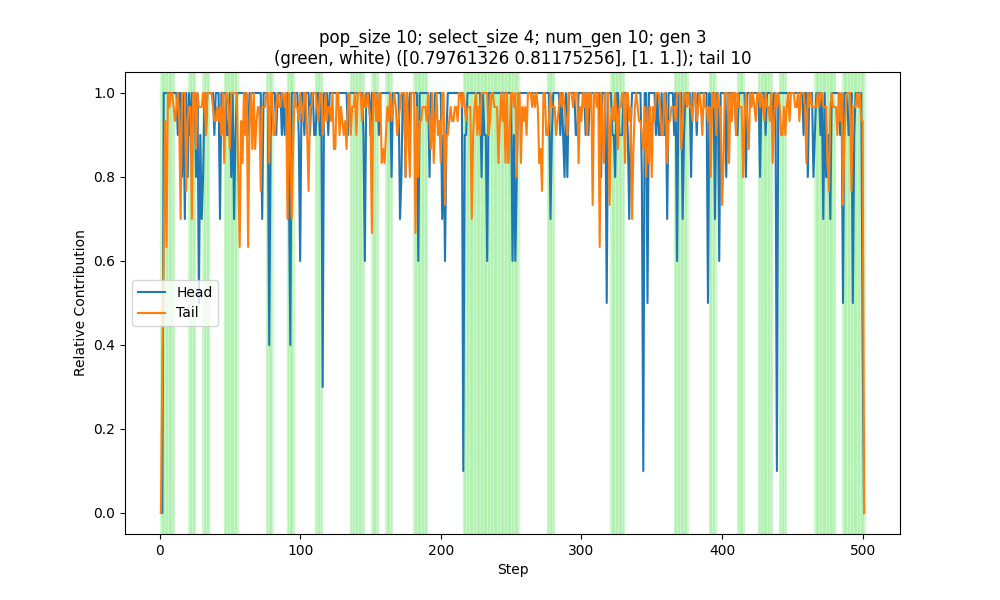 pop_size 10; select_size 4; num_gen 10; gen 3
(green, white) ([0.79761326 0.81175256], [1. 1.]); tail 10
1.0
0.8
0.6
0.4
0.2
0.0
Relative Contribution
Head
Tail
0 100 200 300 400 500
Step